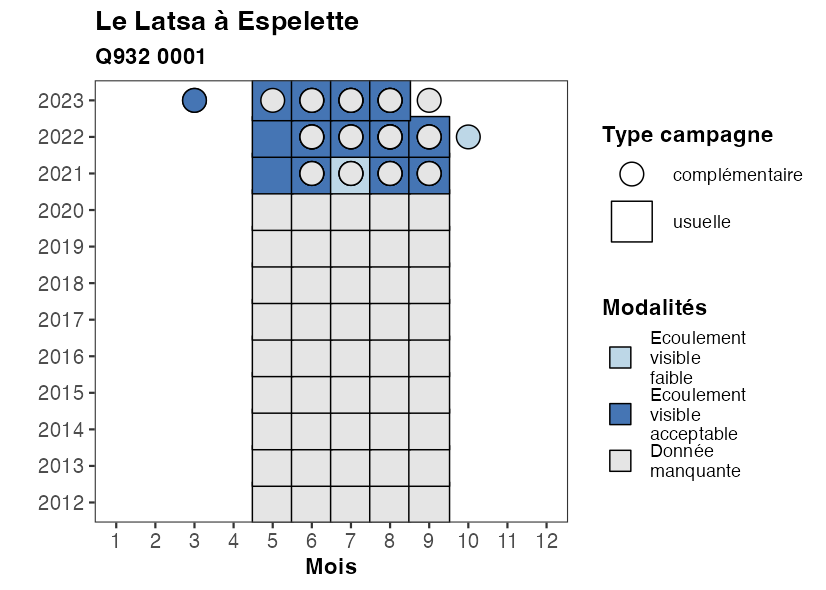 Le Latsa à Espelette
Q932 0001
2023
2022
2021
2020
2019
2018
2017
2016
2015
2014
2013
2012
1 2 3 4 5 6 7 8 9 10 11 12
Mois
Type campagne
complémentaire
usuelle
Modalités
Ecoulement
visible
faible
Ecoulement
visible
acceptable
Donnée
manquante